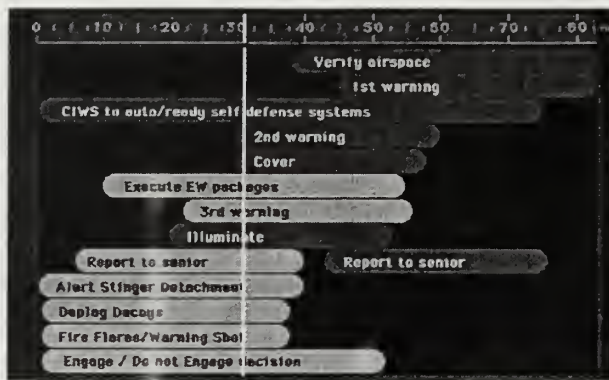 0 10 20 30 40 50 60 70 80
Verify airspace
1st warning
CIWS to auto/ready self defense systems
2nd warning
Cover
Execute EW packages
3rd warning
Illuminate
Report to senior Report to senior
Alert Stinger Detachment
Deploy Decoys
Fire Flares/Warning Shot
Engage / Do not Engage decision